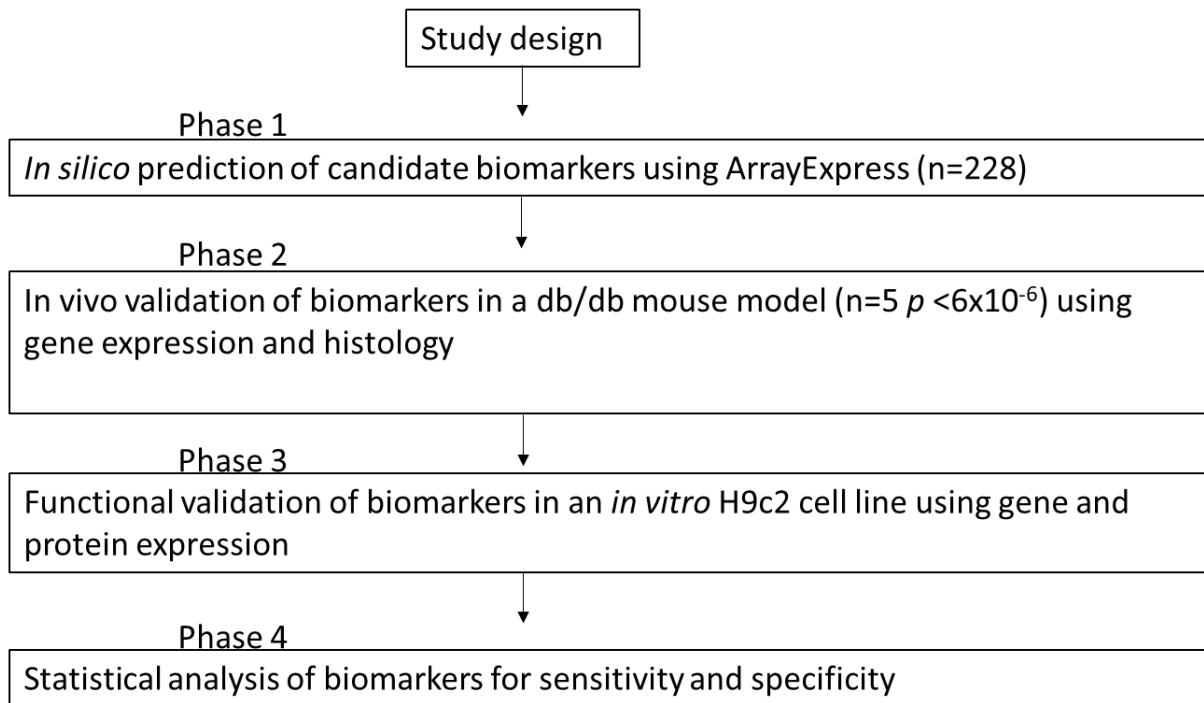 Study design
Phase 1
In silico prediction of candidate biomarkers using ArrayExpress (n=228)
Phase 2
In vivo validation of biomarkers in a db/db mouse model (n=5 p <6x10⁻⁶) using
gene expression and histology
Phase 3
Functional validation of biomarkers in an in vitro H9c2 cell line using gene and
protein expression
Phase 4
Statistical analysis of biomarkers for sensitivity and specificity